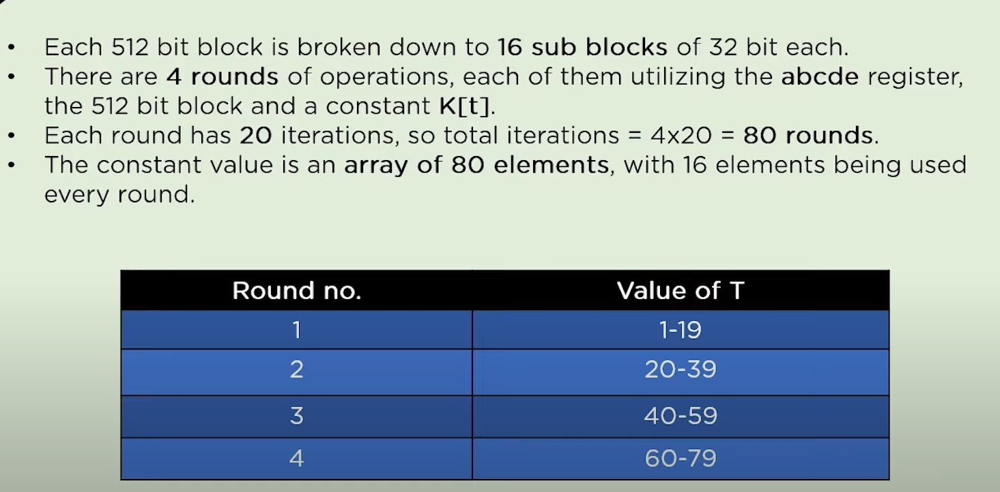 • Each 512 bit block is broken down to 16 sub blocks of 32 bit each.
• There are 4 rounds of operations, each of them utilizing the abcde register,
the 512 bit block and a constant K[t].
• Each round has 20 iterations, so total iterations = 4x20 = 80 rounds.
• The constant value is an array of 80 elements, with 16 elements being used
every round.
Round no. Value of T
1 1-19
2 20-39
3 40-59
4 60-79